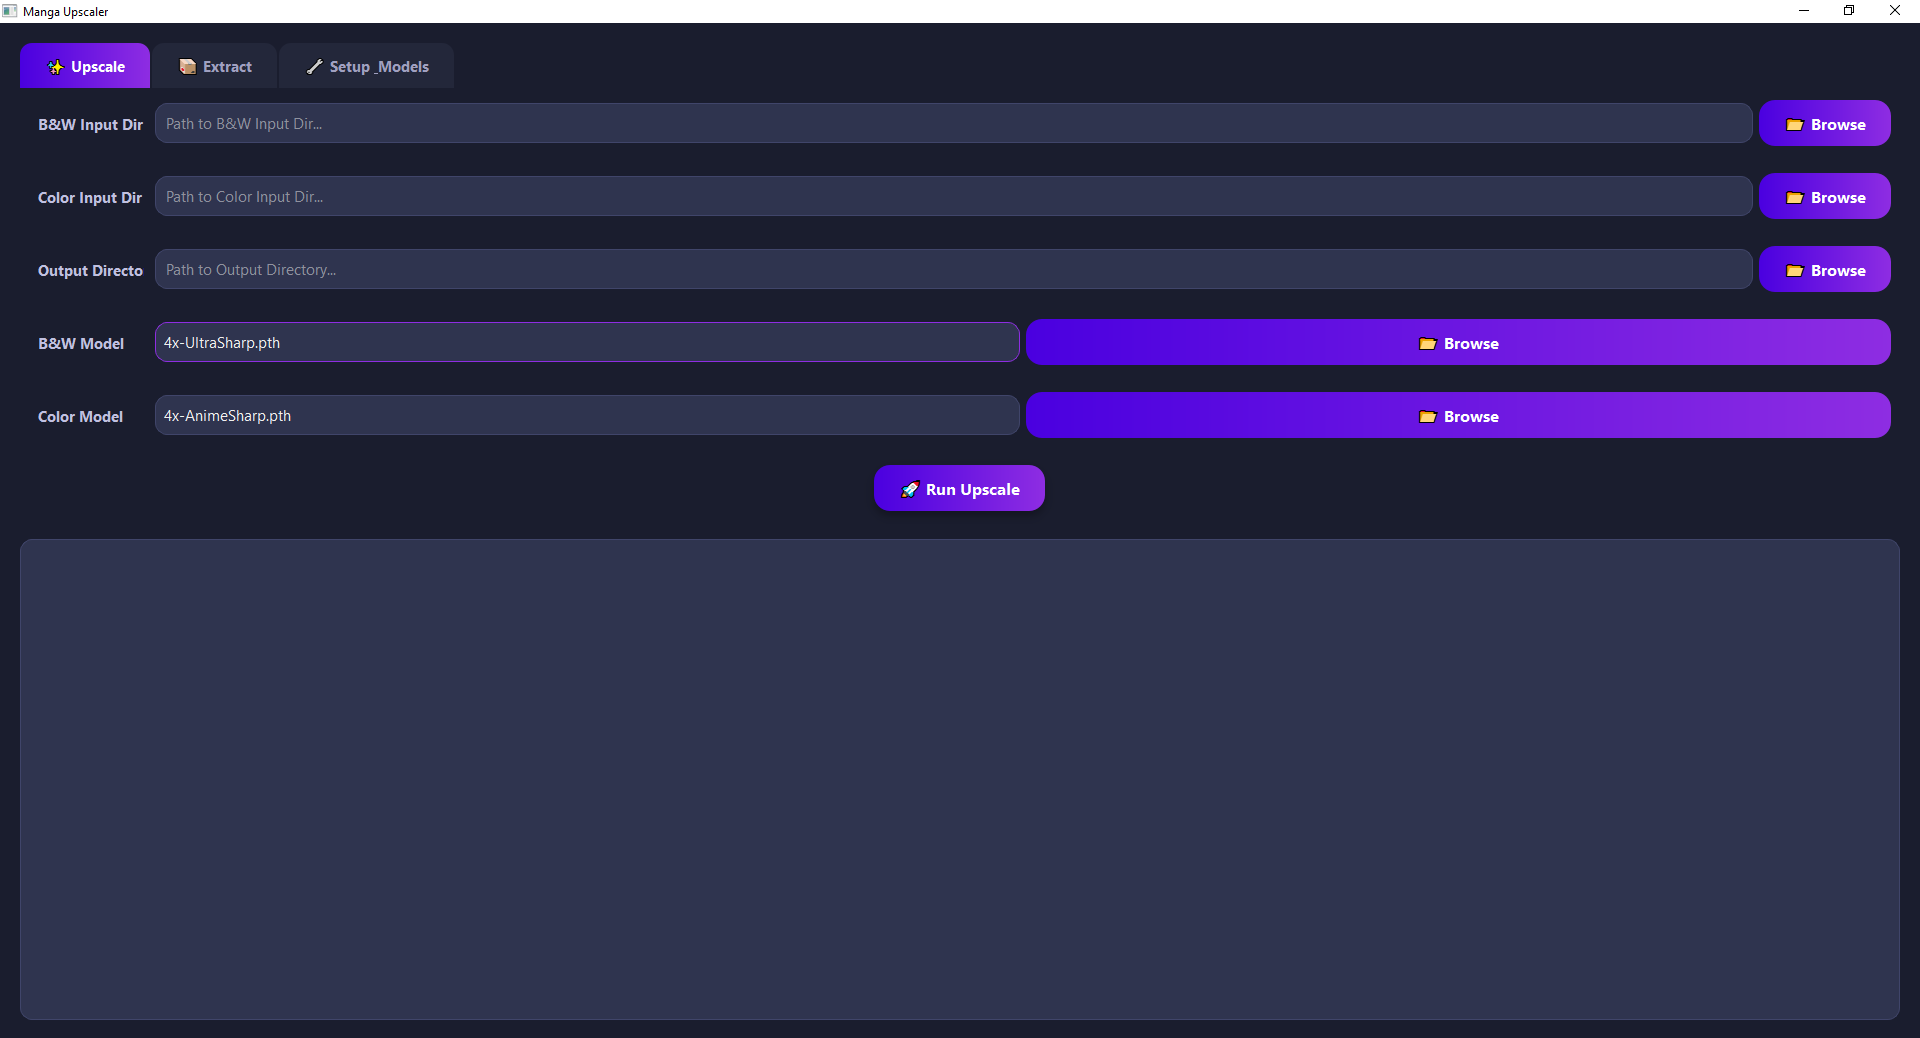 Manga Upscaler
✨ Upscale
📦 Extract
🔧 Setup _Models
B&W Input Dir
Path to B&W Input Dir...
📂 Browse
Color Input Dir
Path to Color Input Dir...
📂 Browse
Output Directo
Path to Output Directory...
📂 Browse
B&W Model
4x-UltraSharp.pth
📂 Browse
Color Model
4x-AnimeSharp.pth
📂 Browse
🚀 Run Upscale